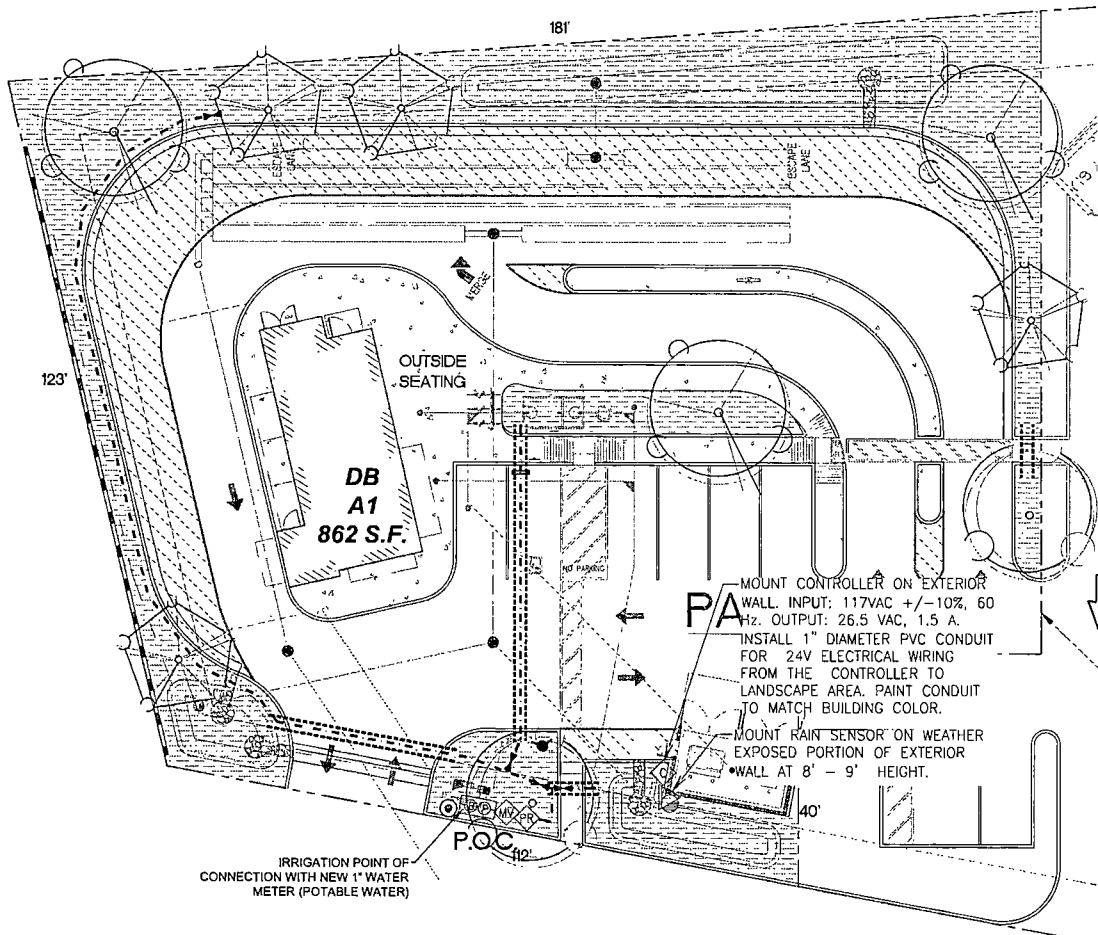 181'
ESCAPE
LANE
ESCAPE
LANE
9
MERGE
123'
OUTSIDE
SEATING
DB
A1
862 S.F.
NO PARKING
PA
MOUNT CONTROLLER ON EXTERIOR
WALL. INPUT: 117VAC +/-10%, 60
Hz. OUTPUT: 26.5 VAC, 1.5 A.
INSTALL 1" DIAMETER PVC CONDUIT
FOR 24V ELECTRICAL WIRING
FROM THE CONTROLLER TO
LANDSCAPE AREA. PAINT CONDUIT
TO MATCH BUILDING COLOR.
MOUNT RAIN SENSOR ON WEATHER
EXPOSED PORTION OF EXTERIOR
WALL AT 8' - 9' HEIGHT.
C
40'
MV
PR
P.O.C.
112'
IRRIGATION POINT OF
CONNECTION WITH NEW 1" WATER
METER (POTABLE WATER)